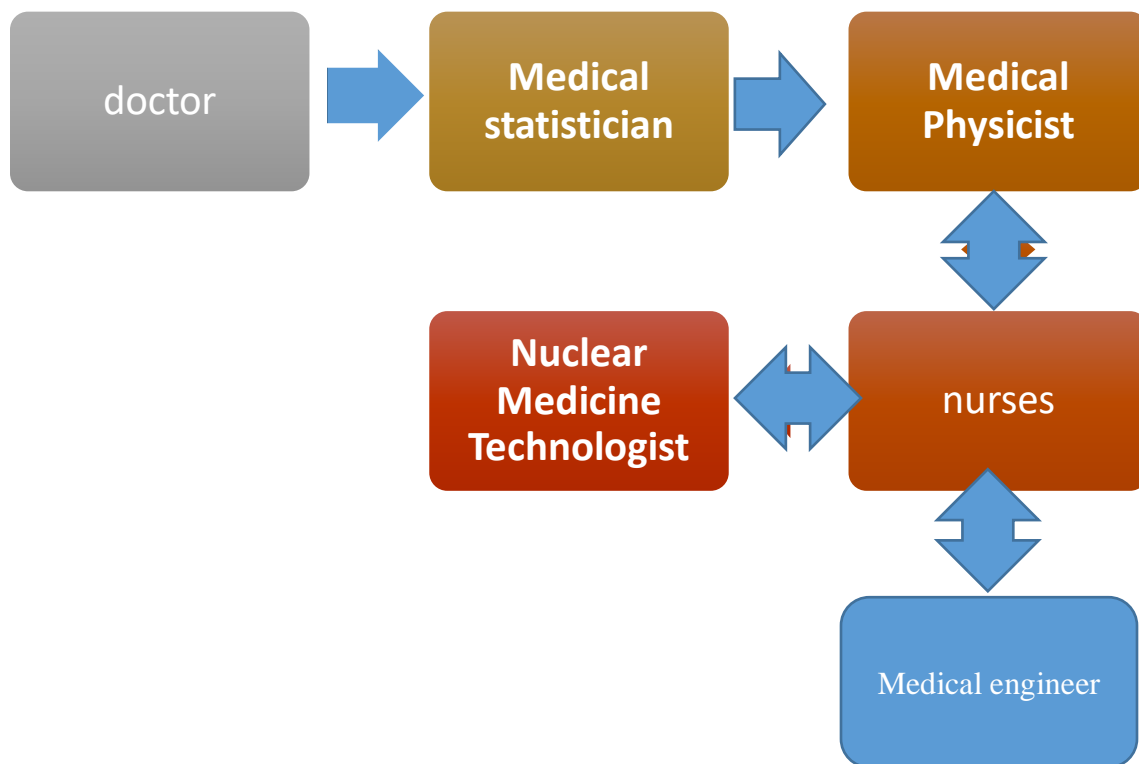 doctor
Medical
statistician
Medical
Physicist
Nuclear
Medicine
Technologist
nurses
Medical engineer